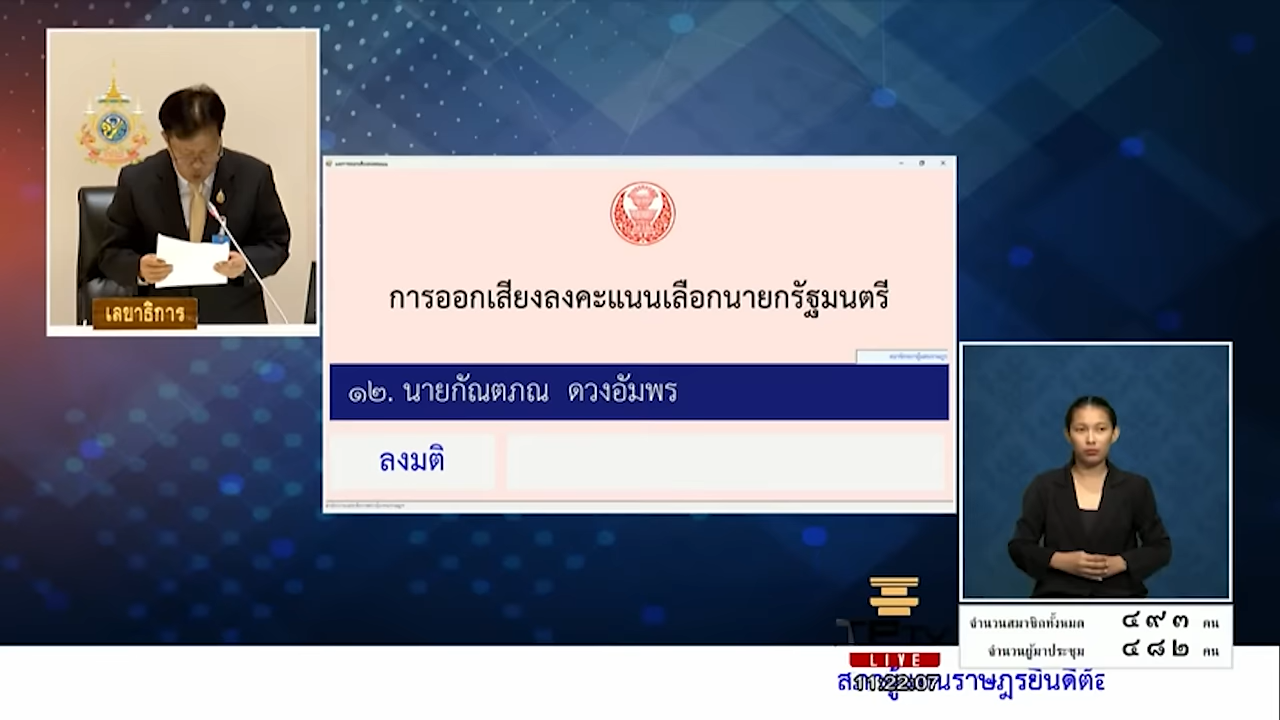 เลขาธิการ
การออกเสียงลงคะแนนเลือกนายกรัฐมนตรี
๑๒. นายกัณตภณ ดวงอัมพร
ลงมติ
จำนวนสมาชิกทั้งหมด ๔๙๓ คน
จำนวนผู้มาประชุม ๔๘๒ คน
TPTV
LIVE
11:22:07